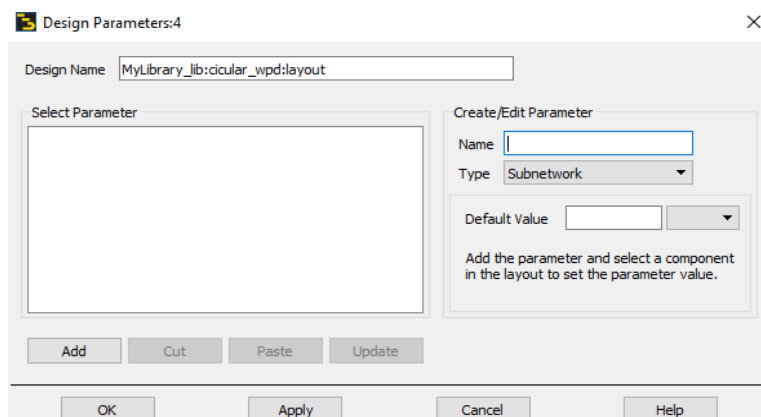 Design Parameters:4
Design Name MyLibrary_lib:cicular_wpd:layout
Select Parameter
Create/Edit Parameter
Name
Type Subnetwork
Default Value
Add the parameter and select a component
in the layout to set the parameter value.
Add Cut Paste Update
OK Apply Cancel Help